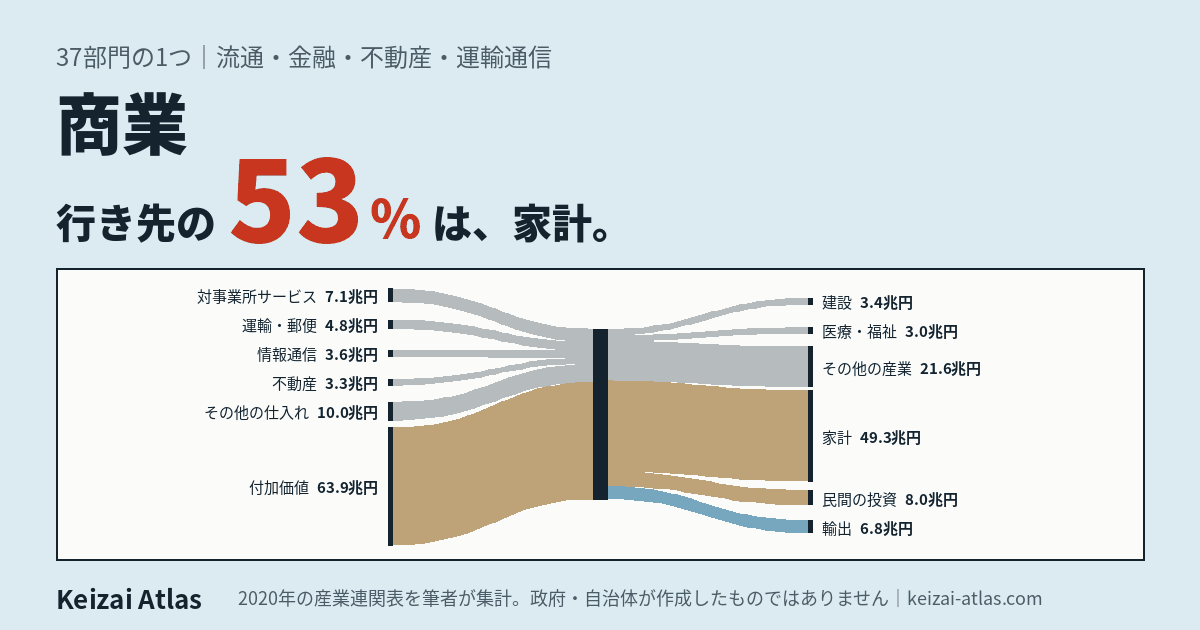 37部門の1つ｜流通・金融・不動産・運輸通信
商業
行き先の 53% は、家計。
対事業所サービス 7.1兆円
運輸・郵便 4.8兆円
情報通信 3.6兆円
不動産 3.3兆円
その他の仕入れ 10.0兆円
付加価値 63.9兆円
建設 3.4兆円
医療・福祉 3.0兆円
その他の産業 21.6兆円
家計 49.3兆円
民間の投資 8.0兆円
輸出 6.8兆円
Keizai Atlas 2020年の産業連関表を筆者が集計。政府・自治体が作成したものではありません｜keizai-atlas.com